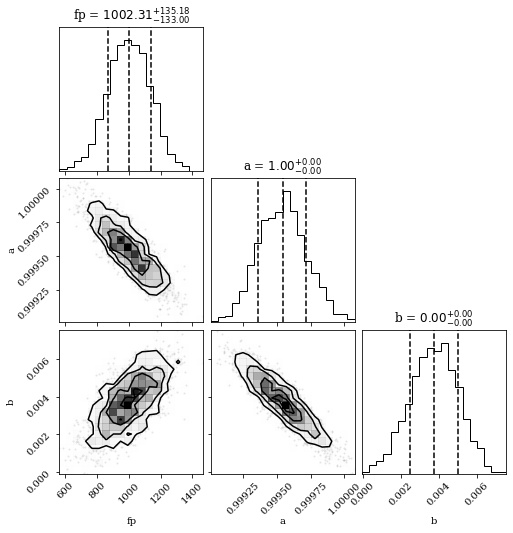 fp = 1002.31+135.18−133.00
a = 1.00+0.00−0.00
1.00000
0.99975
0.99950
0.99925
a
b = 0.00+0.00−0.00
0.006
0.004
0.002
0.000
b
600 800 1000 1200 1400
0.99925 0.99950 0.99975 1.00000
0.000 0.002 0.004 0.006
fp a b